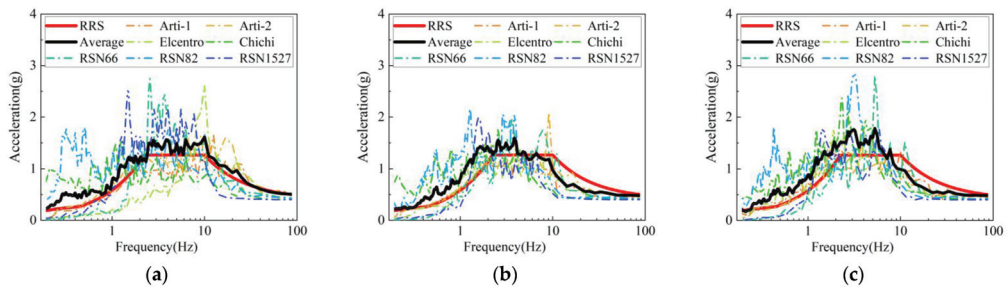 RRS Arti-1 Arti-2
Average Elcentro Chichi
RSN66 RSN82 RSN1527
Acceleration(g)
4
3
2
1
0
1 10 100
Frequency(Hz)
(a)
RRS Arti-1 Arti-2
Average Elcentro Chichi
RSN66 RSN82 RSN1527
Acceleration(g)
4
3
2
1
0
1 10 100
Frequency(Hz)
(b)
RRS Arti-1 Arti-2
Average Elcentro Chichi
RSN66 RSN82 RSN1527
Acceleration(g)
4
3
2
1
0
1 10 100
Frequency(Hz)
(c)